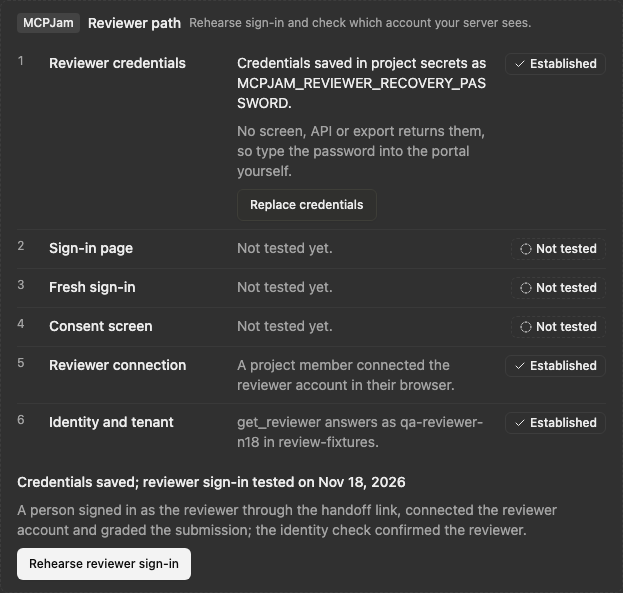 MCPJam Reviewer path Rehearse sign-in and check which account your server sees.
1 Reviewer credentials
Credentials saved in project secrets as
MCPJAM_REVIEWER_RECOVERY_PAS
SWORD.
Established
No screen, API or export returns them,
so type the password into the portal
yourself.
Replace credentials
2 Sign-in page Not tested yet. Not tested
3 Fresh sign-in Not tested yet. Not tested
4 Consent screen Not tested yet. Not tested
5 Reviewer connection
A project member connected the
reviewer account in their browser.
Established
6 Identity and tenant
get_reviewer answers as qa-reviewer-
n18 in review-fixtures.
Established
Credentials saved; reviewer sign-in tested on Nov 18, 2026
A person signed in as the reviewer through the handoff link, connected the reviewer
account and graded the submission; the identity check confirmed the reviewer.
Rehearse reviewer sign-in